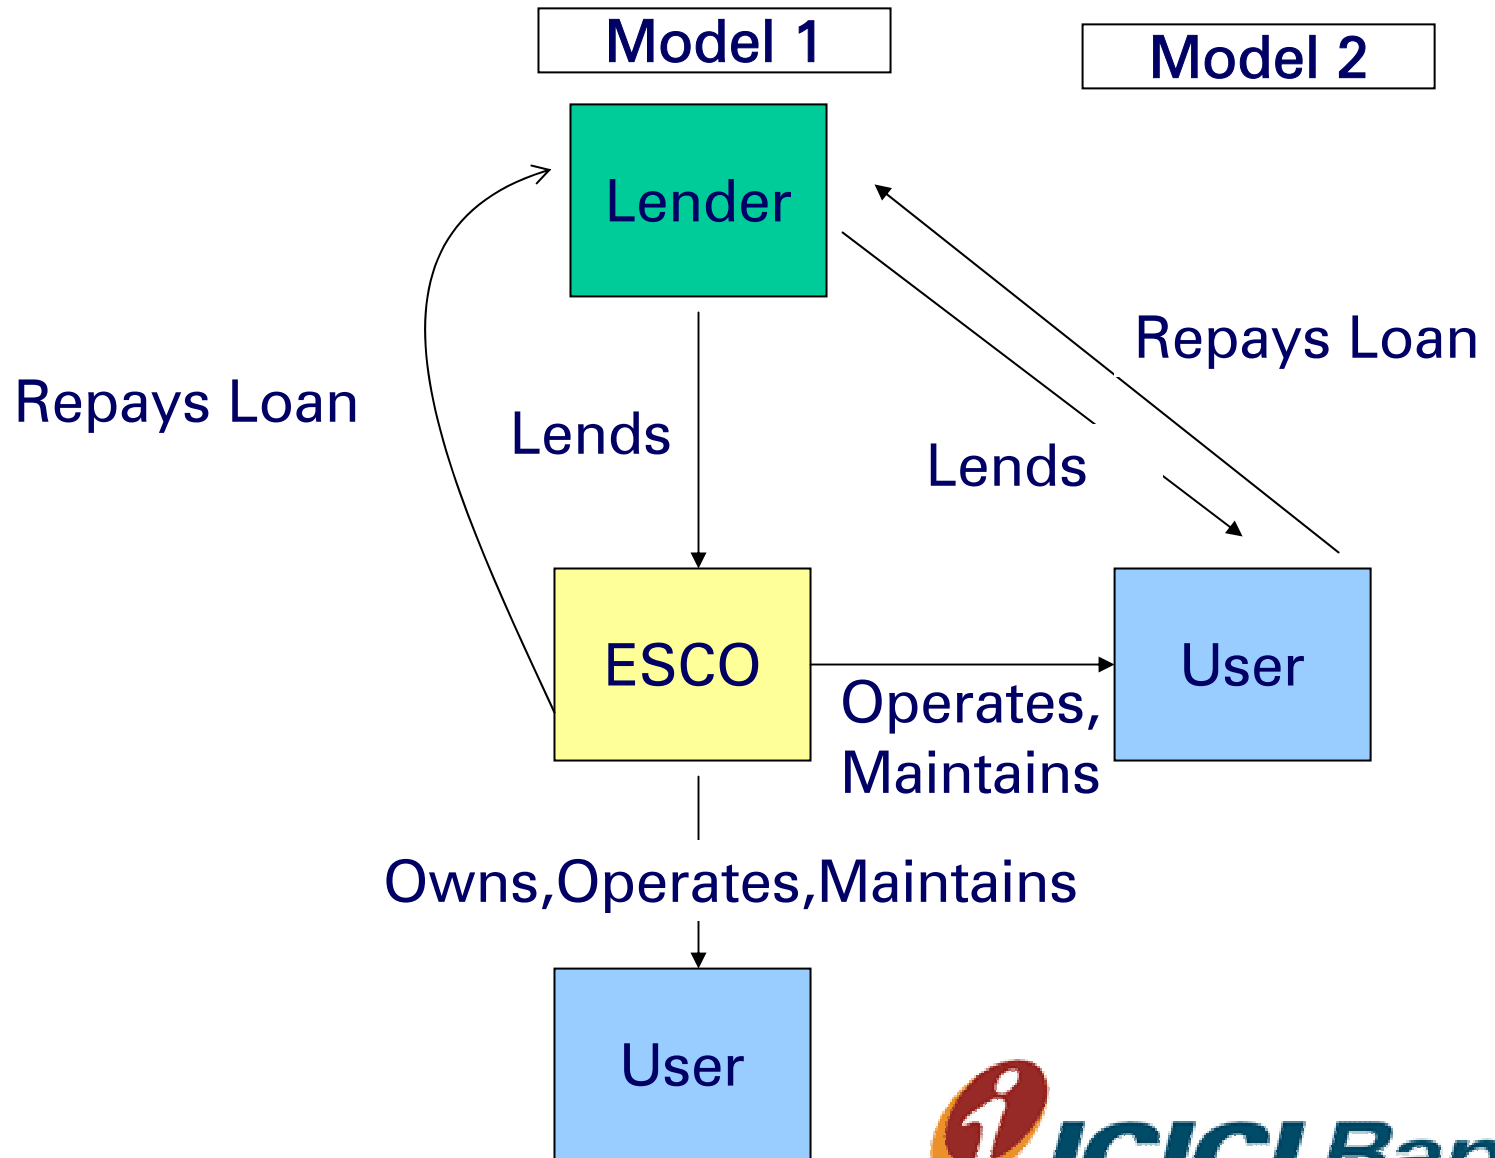 Model 1
Model 2
Lender
Repays Loan
Repays Loan
Lends
Lends
ESCO
User
Operates,
Maintains
Owns,Operates,Maintains
User
ICICI